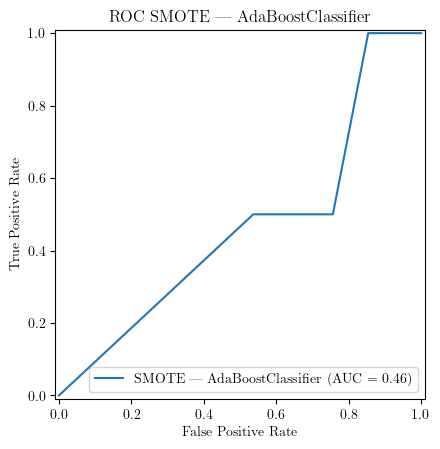 ROC SMOTE — AdaBoostClassifier
True Positive Rate
1.0
0.8
0.6
0.4
0.2
0.0
SMOTE — AdaBoostClassifier (AUC = 0.46)
0.0 0.2 0.4 0.6 0.8 1.0
False Positive Rate